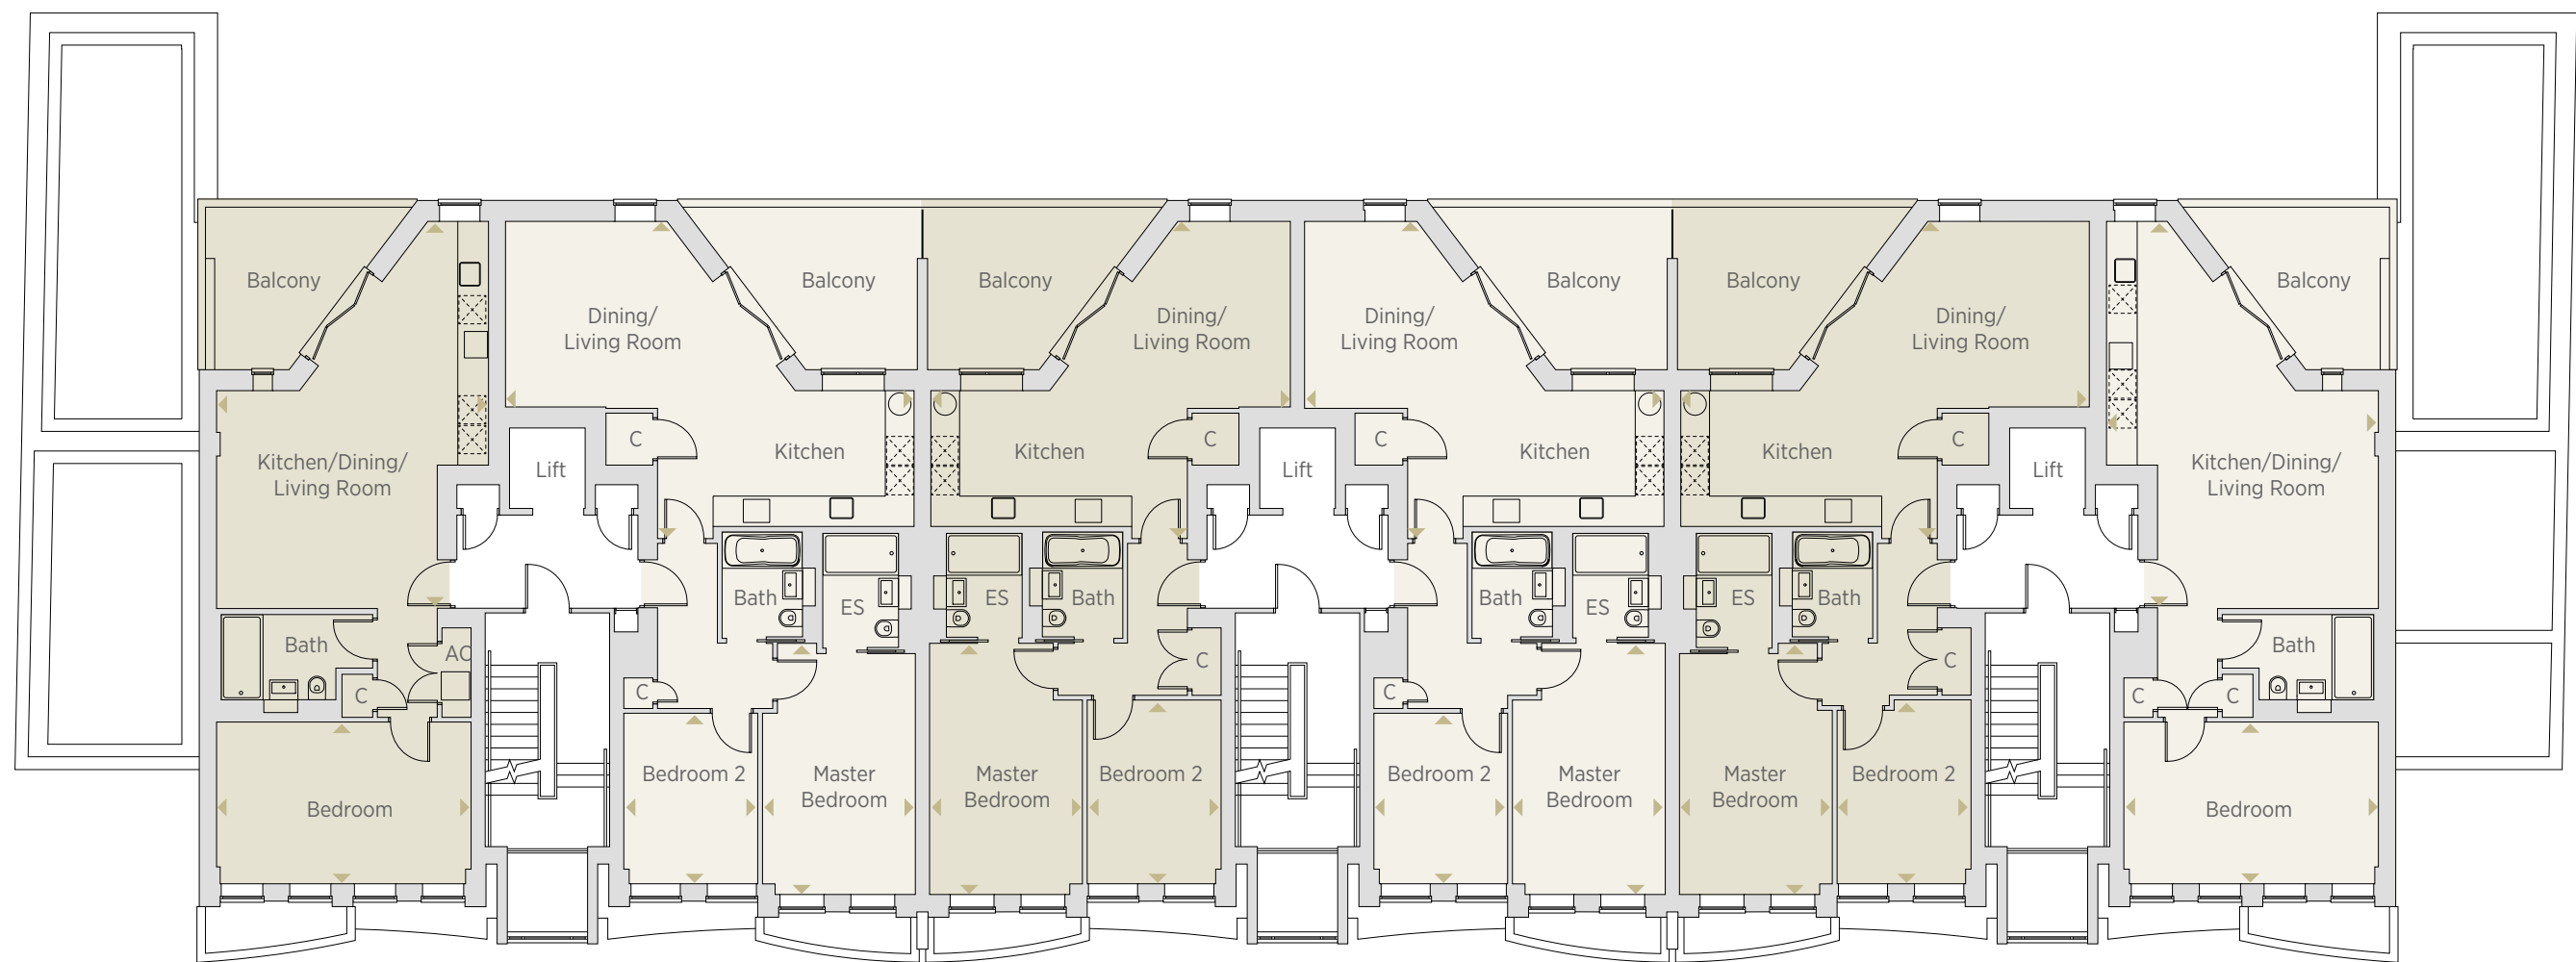 Balcony
Balcony
Balcony
Balcony
Balcony
Balcony
Dining/
Living Room
Dining/
Living Room
Dining/
Living Room
Dining/
Living Room
C
Kitchen
Kitchen
C
C
Kitchen
Kitchen
C
Kitchen/Dining/
Living Room
Lift
Lift
Lift
Kitchen/Dining/
Living Room
Bath
ES
ES
Bath
Bath
ES
ES
Bath
Bath
AC
C
C
C
C
C
C
C
Bath
Bedroom
Bedroom 2
Master
Bedroom
Master
Bedroom
Bedroom 2
Bedroom 2
Master
Bedroom
Master
Bedroom
Bedroom 2
Bedroom